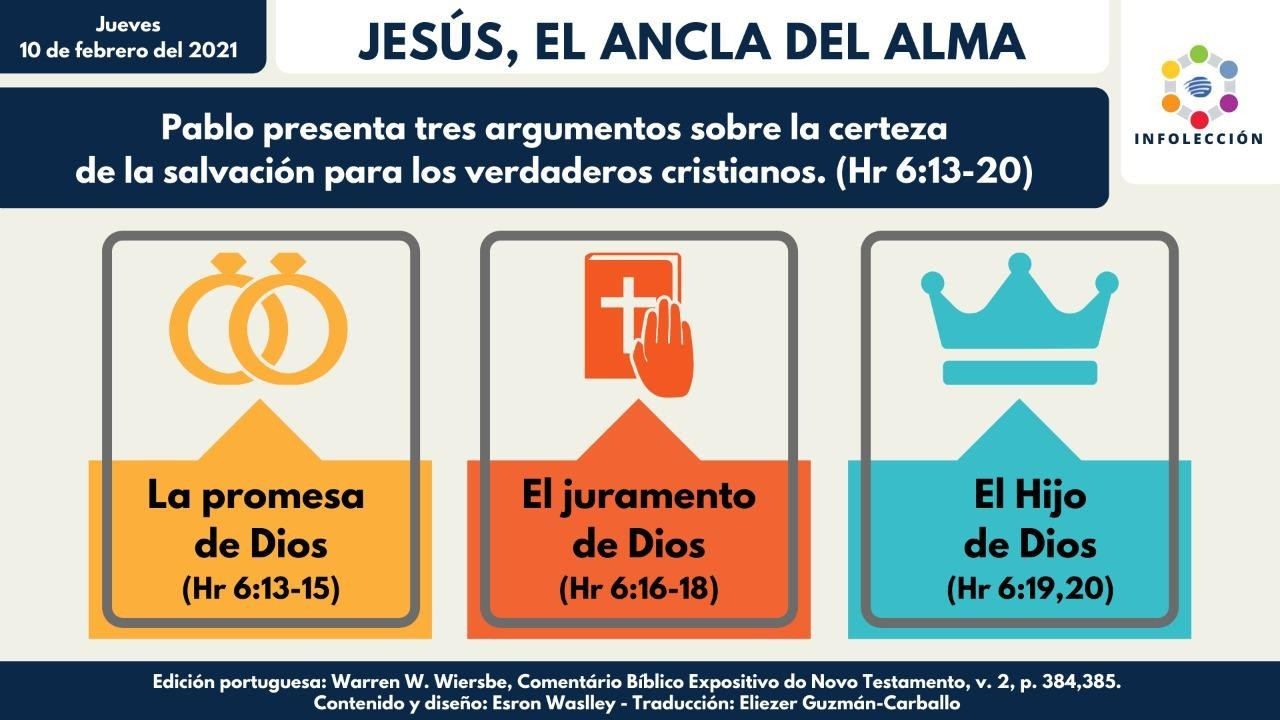 Jueves
10 de febrero del 2021
JESÚS, EL ANCLA DEL ALMA
INFOLECCIÓN
Pablo presenta tres argumentos sobre la certeza
de la salvación para los verdaderos cristianos. (Hr 6:13-20)
La promesa
de Dios
(Hr 6:13-15)
El juramento
de Dios
(Hr 6:16-18)
El Hijo
de Dios
(Hr 6:19,20)
Edición portuguesa: Warren W. Wiersbe, Comentário Bíblico Expositivo do Novo Testamento, v. 2, p. 384,385.
Contenido y diseño: Esron Waslley - Traducción: Eliezer Guzmán-Carballo